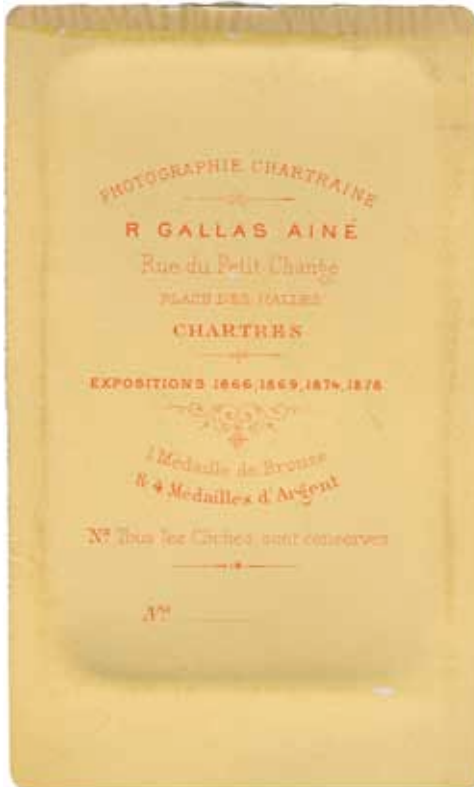 PHOTOGRAPHIE CHARTRAINE
R GALLAS AINÉ
Rue du Petit Change
PLACE DES HALLES
CHARTRES
EXPOSITIONS 1866, 1869, 1874, 1878
1 Médaille de Bronze
& 4 Médailles d'Argent
Tous les Clichés, sont conservés